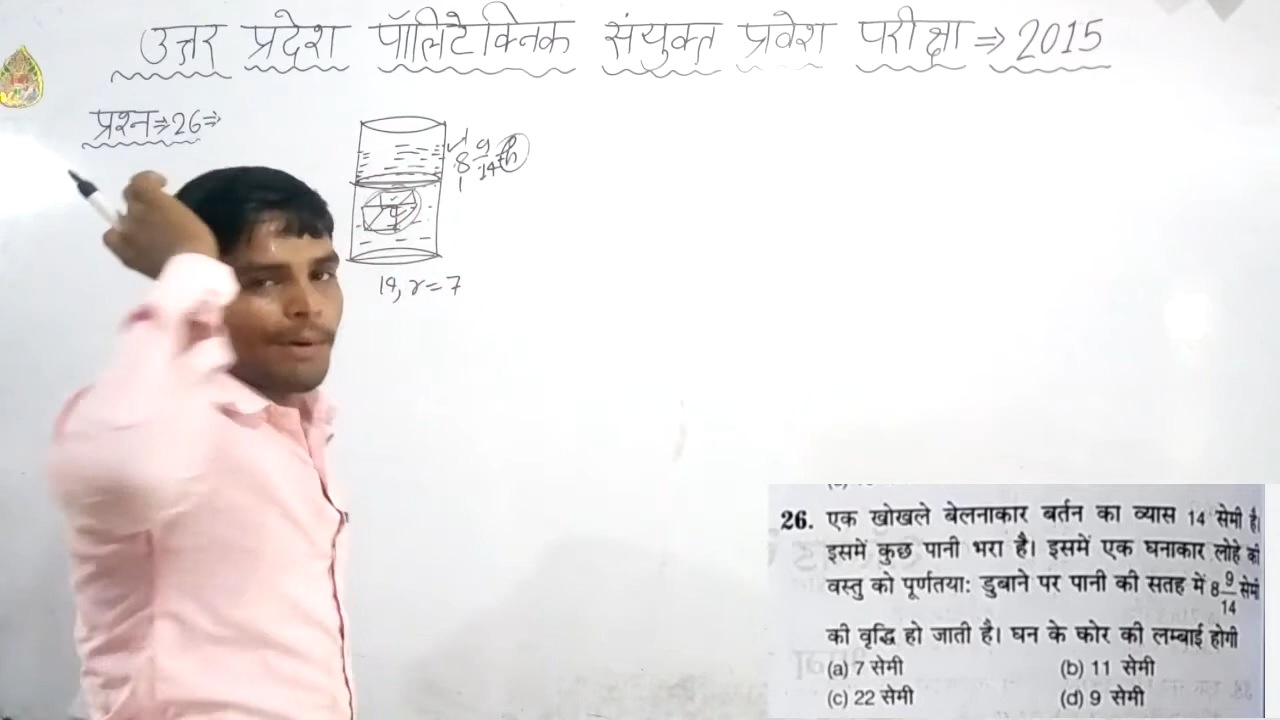 उत्तर प्रदेश पॉलिटेक्निक संयुक्त प्रवेश परीक्षा ⇒ 2015
प्रश्न ⇒ 26 ⇒
8 9/14 = h
14, r = 7
26. एक खोखले बेलनाकार बर्तन का व्यास 14 सेमी है।
इसमें कुछ पानी भरा है। इसमें एक घनाकार लोहे की
वस्तु को पूर्णतया: डुबाने पर पानी की सतह में 8 9/14 सेमी
की वृद्धि हो जाती है। घन के कोर की लम्बाई होगी
(a) 7 सेमी (b) 11 सेमी
(c) 22 सेमी (d) 9 सेमी